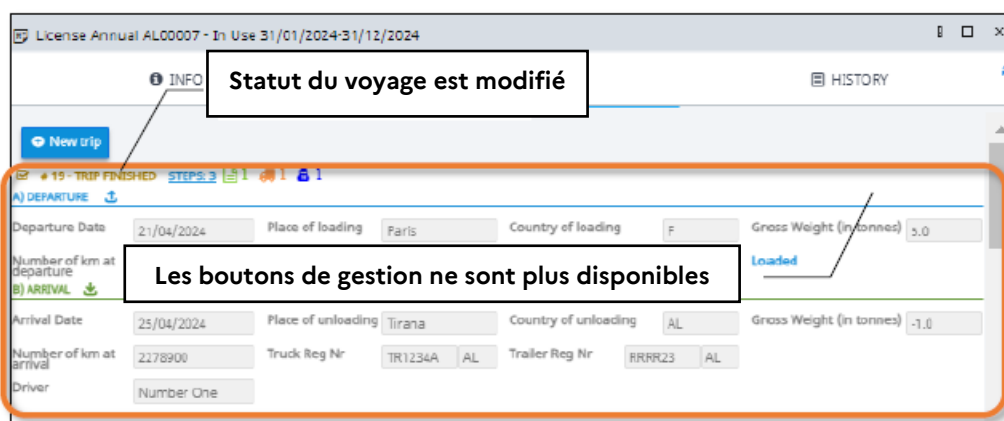 License Annual AL00007 - In Use 31/01/2024-31/12/2024
INFO
Statut du voyage est modifié
HISTORY
New trip
# 19 - TRIP FINISHED STEPS: 3 1 1 1
A) DEPARTURE
Departure Date 21/04/2024 Place of loading Paris Country of loading F Gross Weight (in tonnes) 5.0
Number of km at departure
Les boutons de gestion ne sont plus disponibles
Loaded
B) ARRIVAL
Arrival Date 25/04/2024 Place of unloading Tirana Country of unloading AL Gross Weight (in tonnes) -1.0
Number of km at arrival 2278900 Truck Reg Nr TR1234A AL Trailer Reg Nr RRRR23 AL
Driver Number One